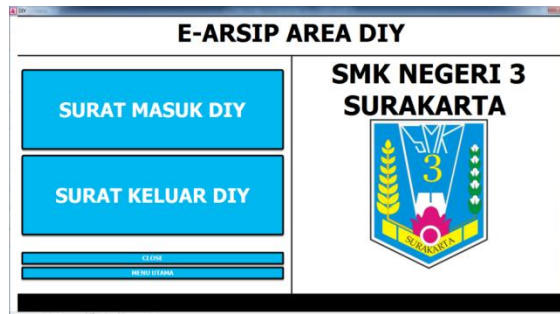 DIY
E-ARSIP AREA DIY
SURAT MASUK DIY
SURAT KELUAR DIY
CLOSE
MENU UTAMA
SMK NEGERI 3
SURAKARTA
SMK
3
SURAKARTA